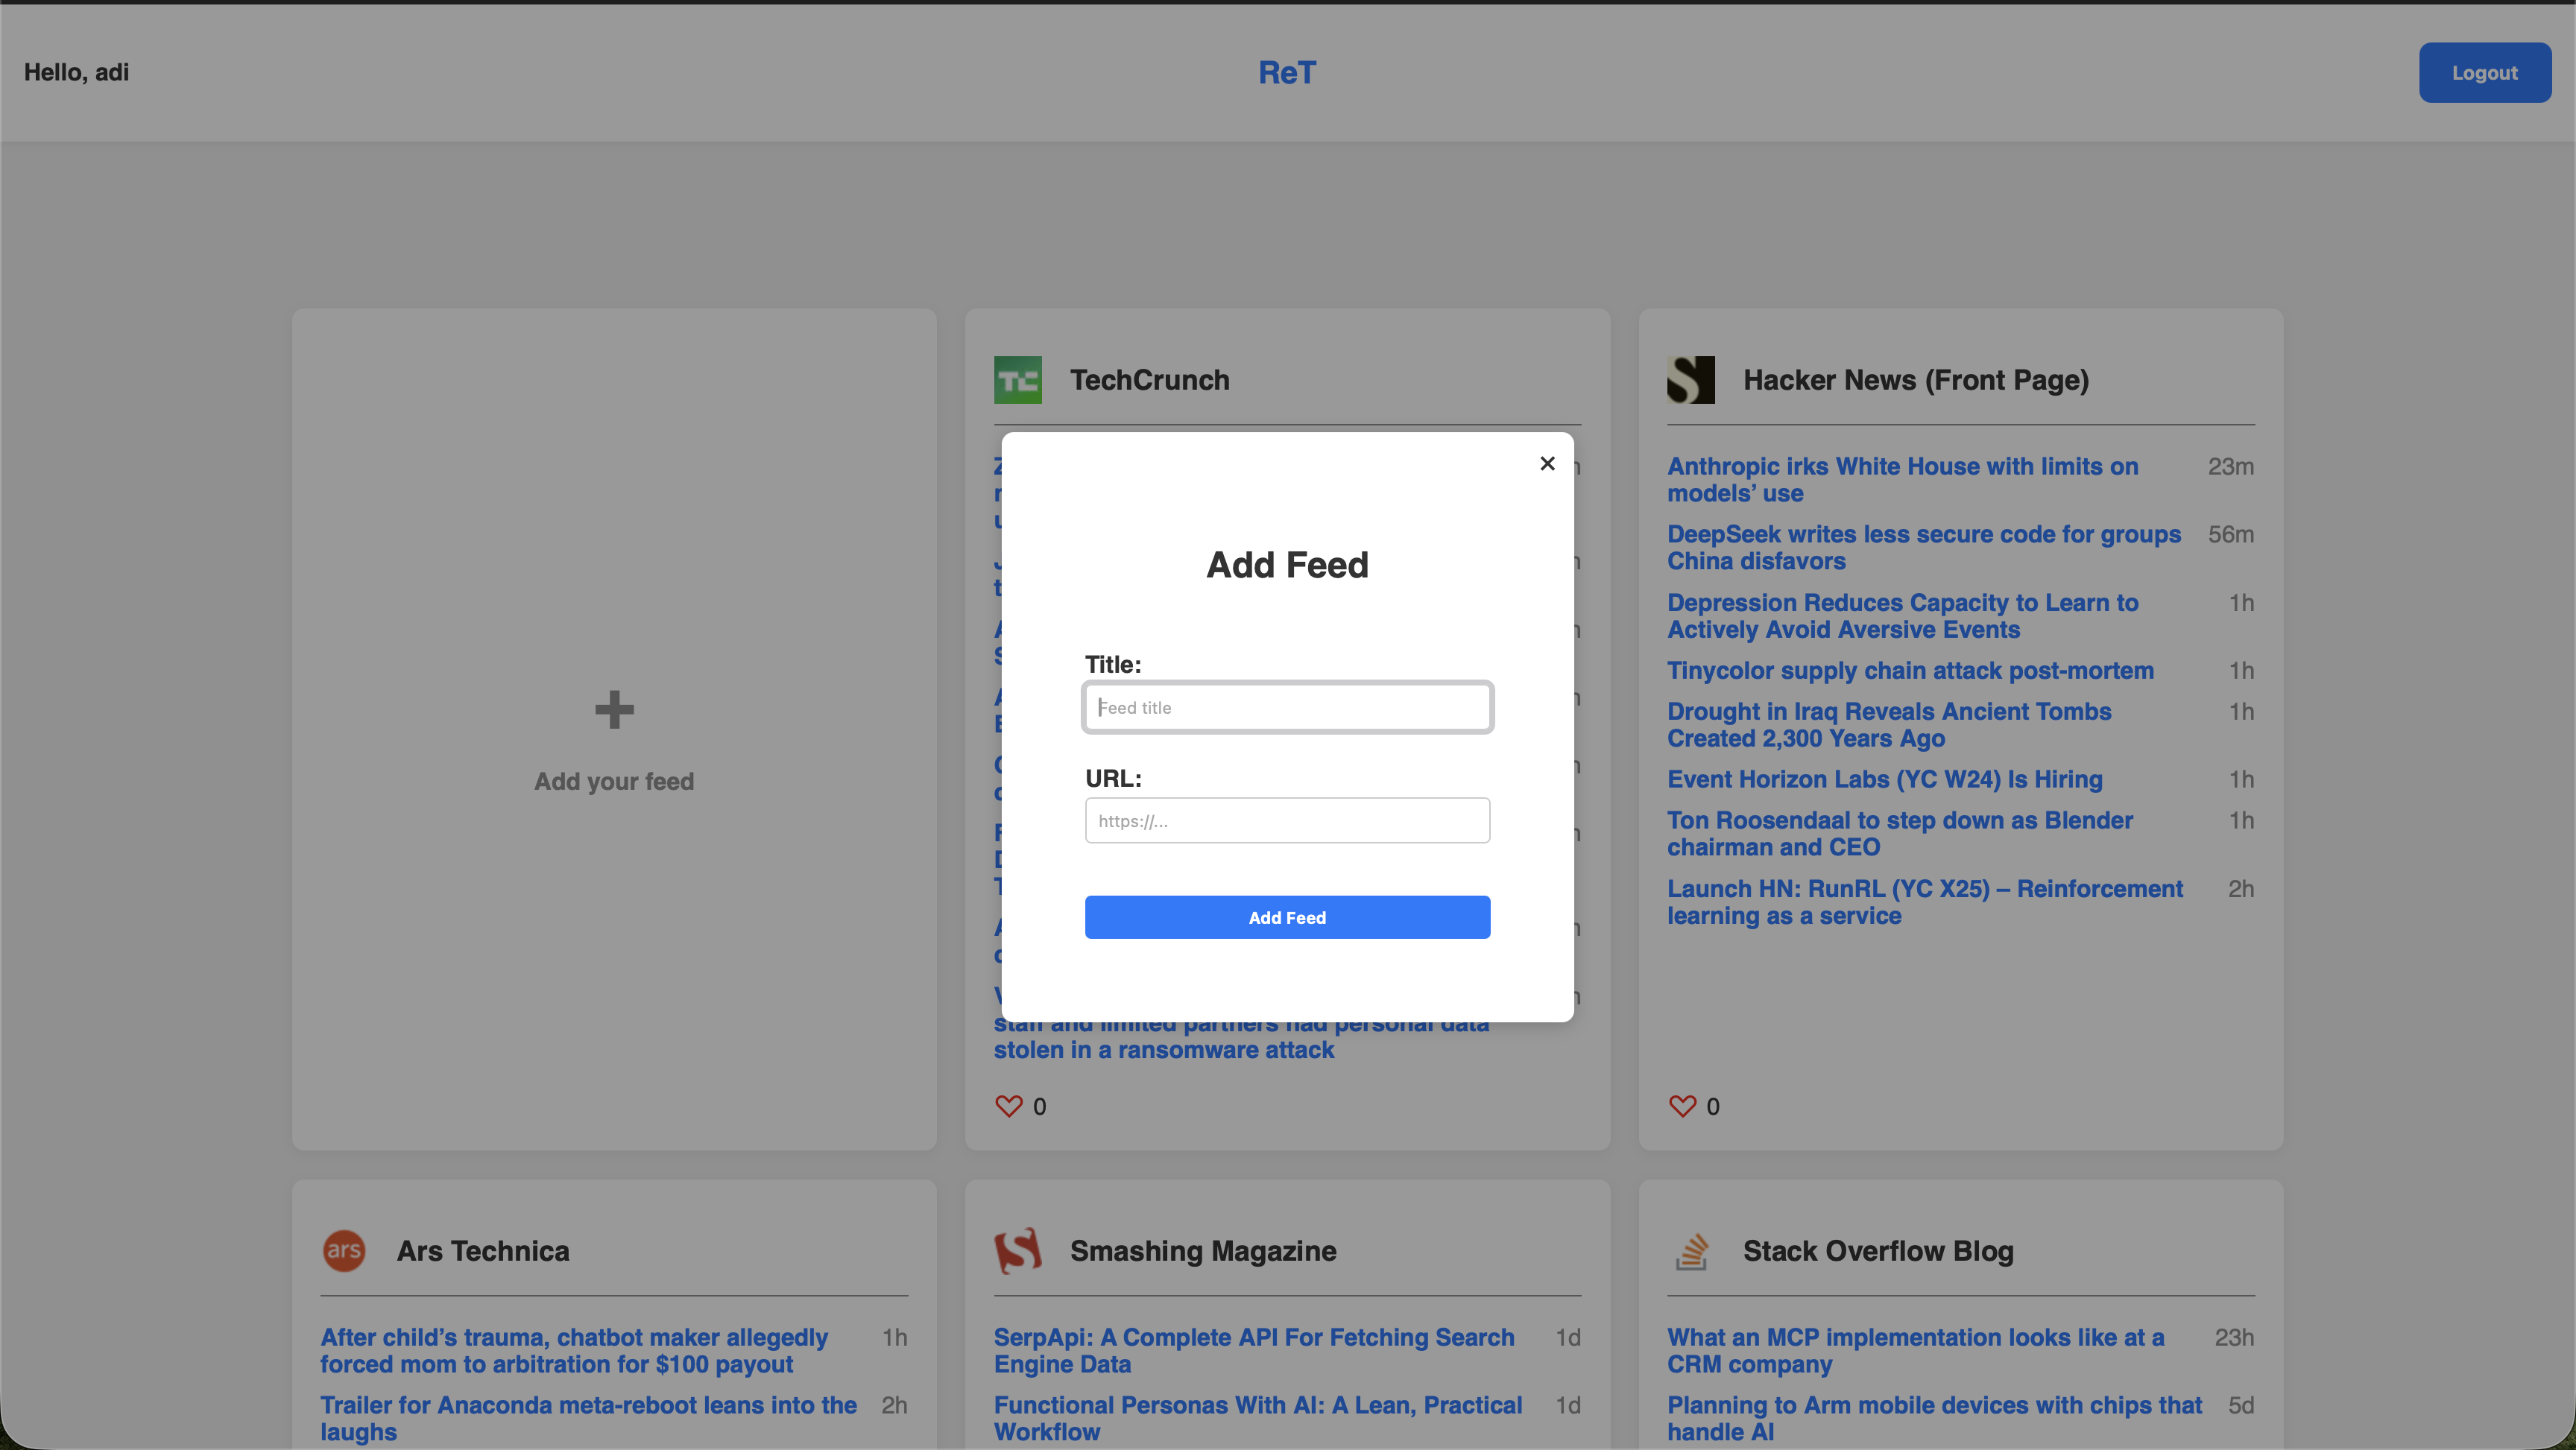 Hello, adi
ReT
Logout
Add your feed
TC
TechCrunch
staff and limited partners had personal data
stolen in a ransomware attack
0
S
Hacker News (Front Page)
Anthropic irks White House with limits on 23m
models’ use
DeepSeek writes less secure code for groups 56m
China disfavors
Depression Reduces Capacity to Learn to 1h
Actively Avoid Aversive Events
Tinycolor supply chain attack post-mortem 1h
Drought in Iraq Reveals Ancient Tombs 1h
Created 2,300 Years Ago
Event Horizon Labs (YC W24) Is Hiring 1h
Ton Roosendaal to step down as Blender 1h
chairman and CEO
Launch HN: RunRL (YC X25) – Reinforcement 2h
learning as a service
0
×
Add Feed
Title:
Feed title
URL:
https://...
Add Feed
ars
Ars Technica
After child’s trauma, chatbot maker allegedly 1h
forced mom to arbitration for $100 payout
Trailer for Anaconda meta-reboot leans into the 2h
laughs
S
Smashing Magazine
SerpApi: A Complete API For Fetching Search 1d
Engine Data
Functional Personas With AI: A Lean, Practical 1d
Workflow
Stack Overflow Blog
What an MCP implementation looks like at a 23h
CRM company
Planning to Arm mobile devices with chips that 5d
handle AI